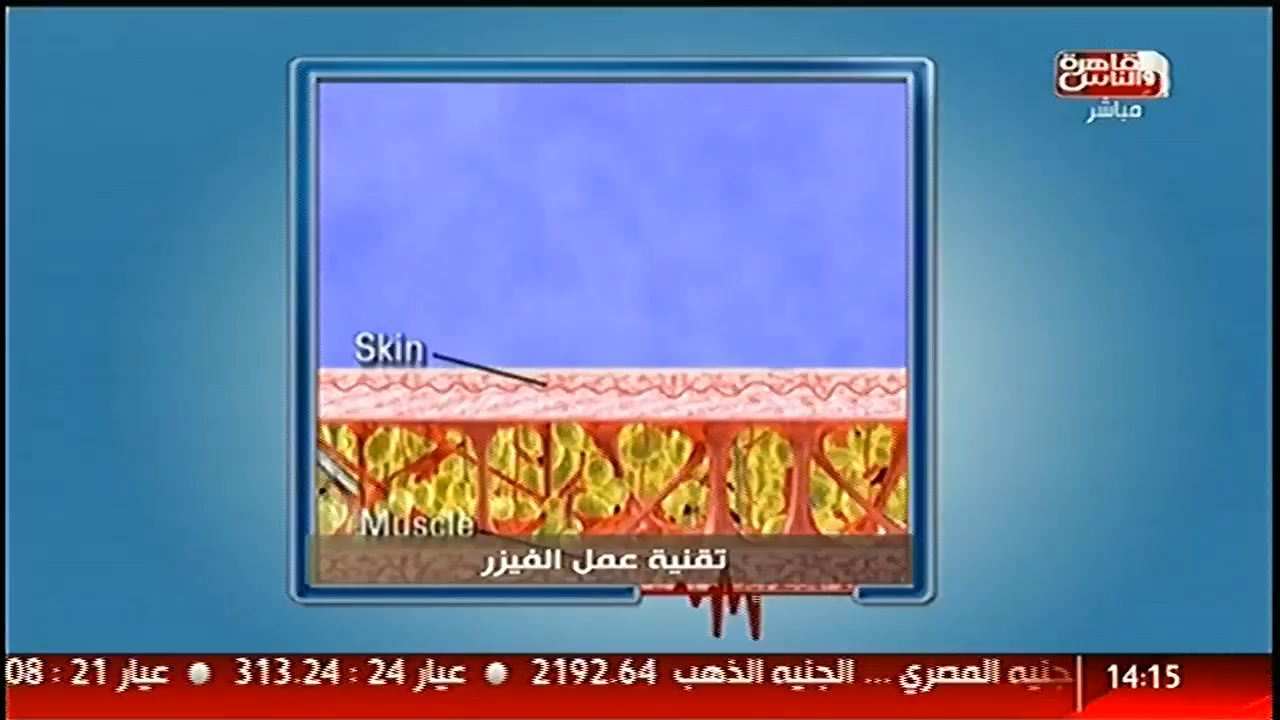 القاهرة
والناس
مباشر
Skin
Muscle
تقنية عمل الفيزر
14:15 جنيه المصري ... الجنيه الذهب 2192.64 ● عيار 24 : 313.24 ● عيار 21 : 08